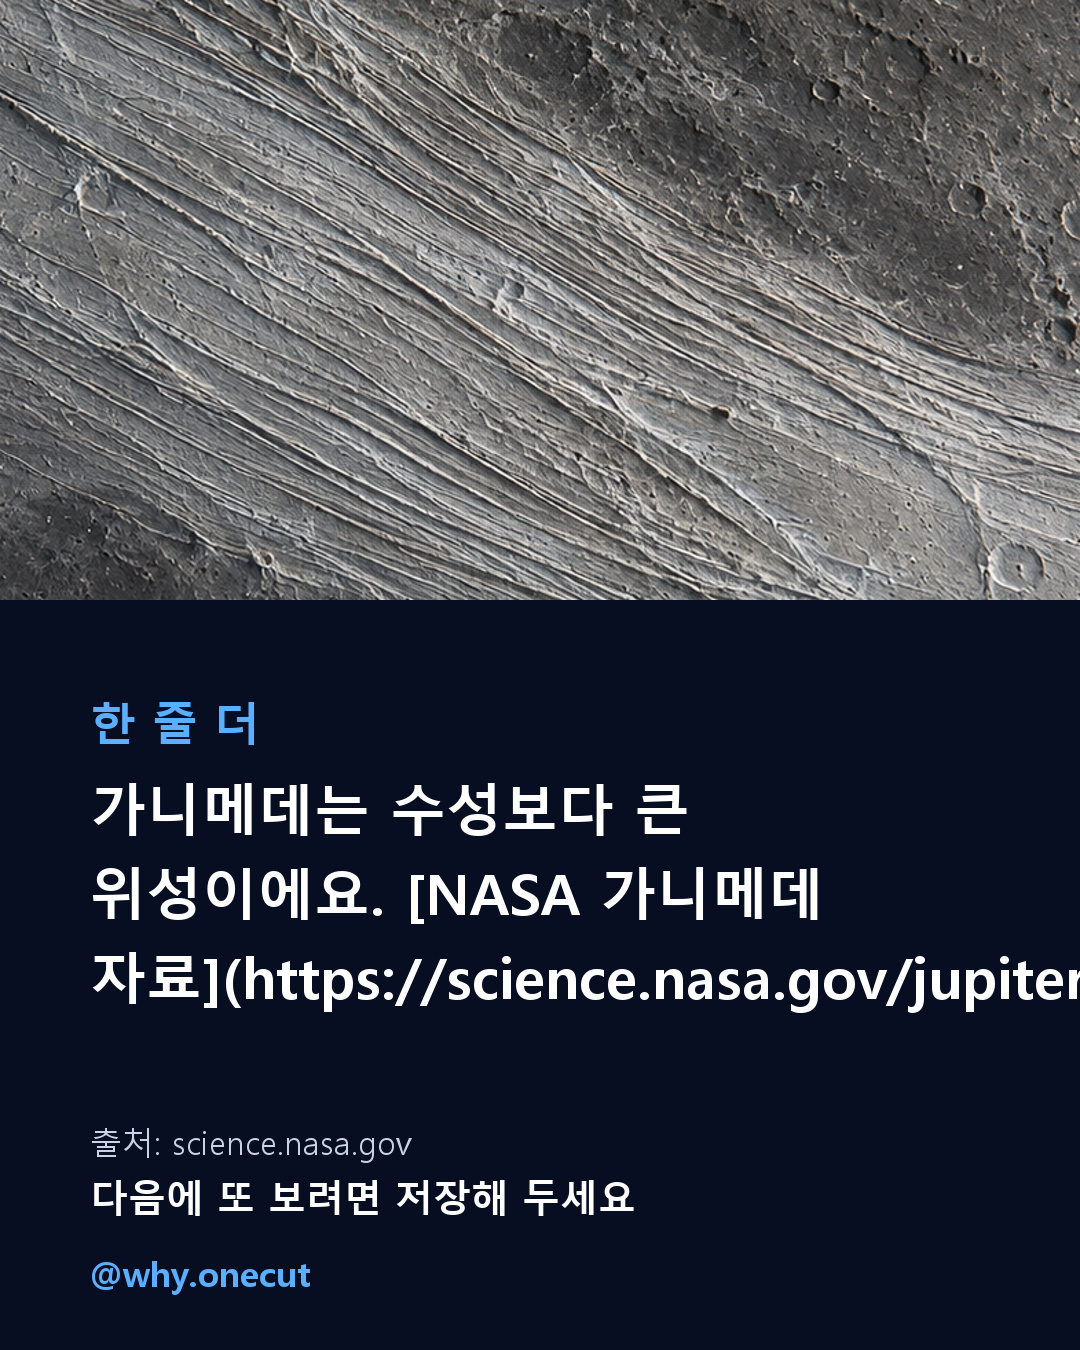 한 줄 더
가니메데는 수성보다 큰
위성이에요. [NASA 가니메데
자료](https://science.nasa.gov/jupiter
출처: science.nasa.gov
다음에 또 보려면 저장해 두세요
@why.onecut